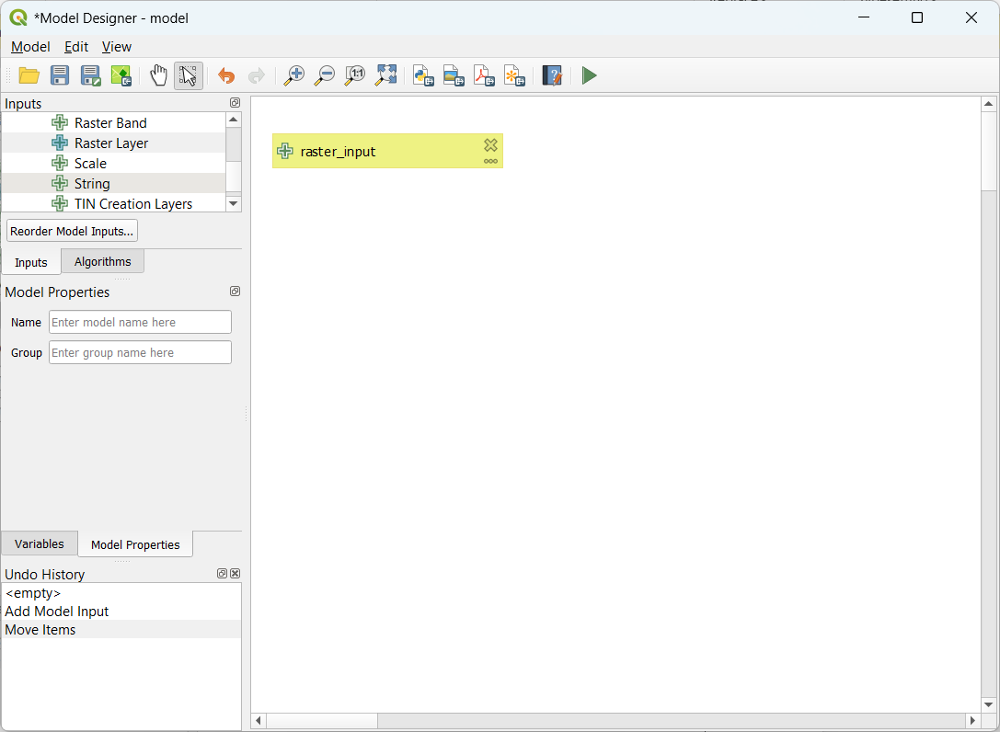 *Model Designer - model
Model Edit View
Inputs
Raster Band
Raster Layer
Scale
String
TIN Creation Layers
Reorder Model Inputs...
Inputs Algorithms
Model Properties
Name Enter model name here
Group Enter group name here
Variables Model Properties
Undo History
<empty>
Add Model Input
Move Items
1:1
raster_input